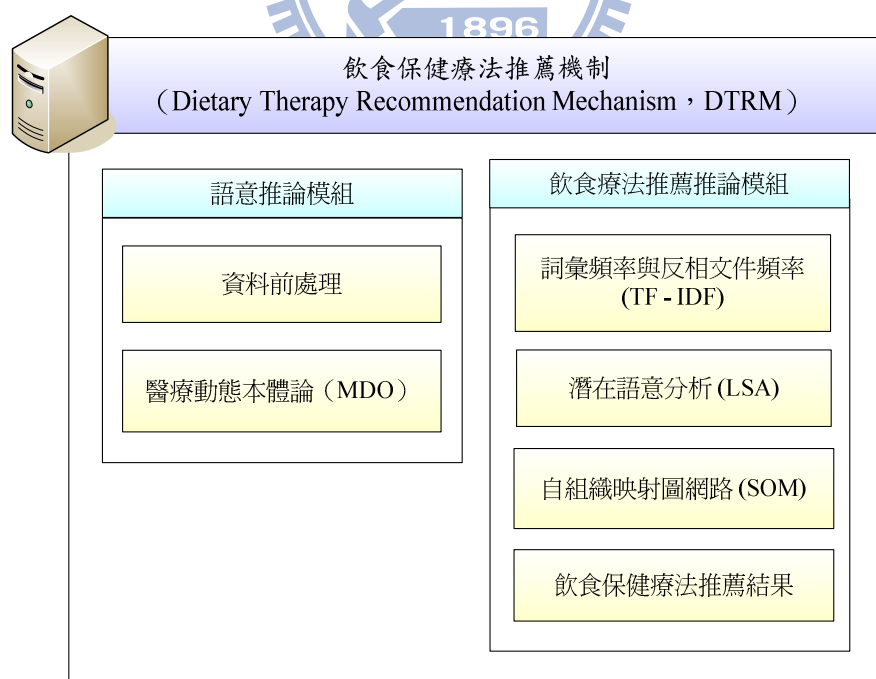 1896
飲食保健療法推薦機制
（Dietary Therapy Recommendation Mechanism，DTRM）
語意推論模組
資料前處理
醫療動態本體論（MDO）
飲食療法推薦推論模組
詞彙頻率與反相文件頻率
(TF - IDF)
潛在語意分析 (LSA)
自組織映射圖網路 (SOM)
飲食保健療法推薦結果